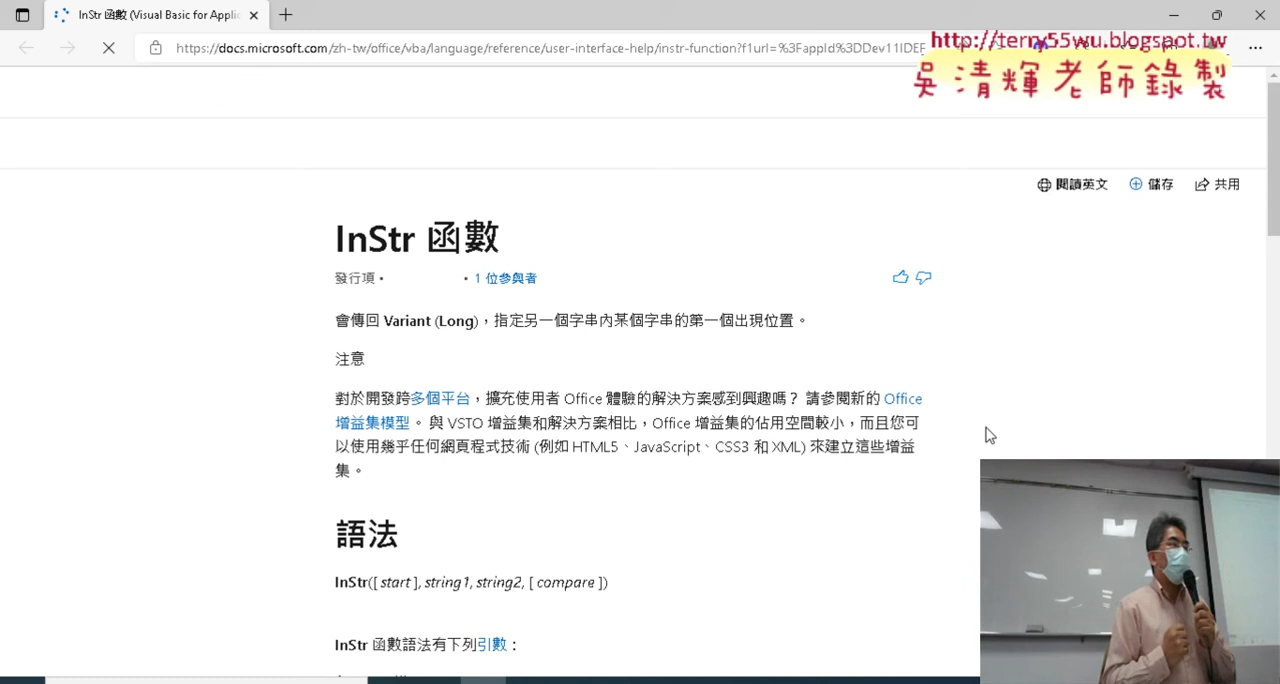 InStr 函數 (Visual Basic for Applic
https://docs.microsoft.com/zh-tw/office/vba/language/reference/user-interface-help/instr-function?f1url=%3FappId%3DDev11IDEF
http://terry55wu.blogspot.tw
吳清輝老師錄製
閱讀英文 儲存 共用
InStr 函數
發行項 • • 1 位參與者
會傳回 Variant (Long)，指定另一個字串內某個字串的第一個出現位置。
注意
對於開發跨多個平台，擴充使用者 Office 體驗的解決方案感到興趣嗎？ 請參閱新的 Office
增益集模型。 與 VSTO 增益集和解決方案相比，Office 增益集的佔用空間較小，而且您可
以使用幾乎任何網頁程式技術 (例如 HTML5、JavaScript、CSS3 和 XML) 來建立這些增益
集。
語法
InStr([ start ], string1, string2, [ compare ])
InStr 函數語法有下列引數：